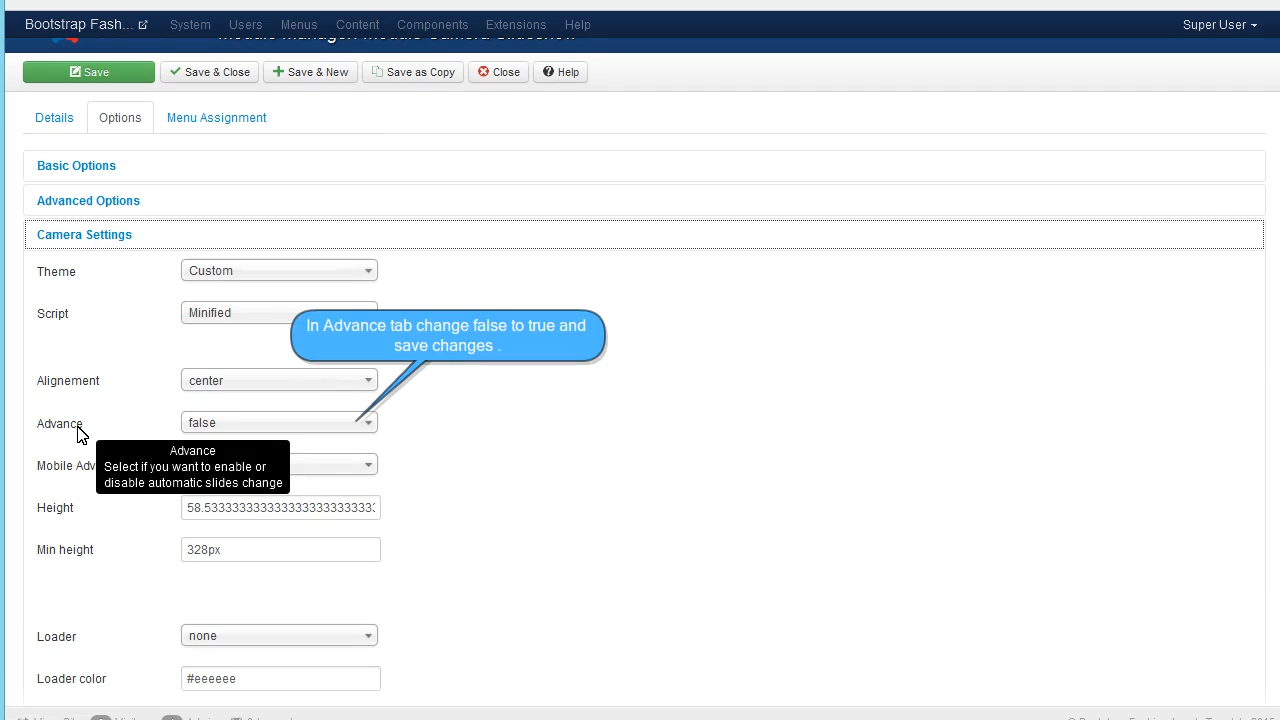 Bootstrap Fash... System Users Menus Content Components Extensions Help Super User
Module Manager: Module Camera Slideshow
Save Save & Close Save & New Save as Copy Close Help
Details Options Menu Assignment
Basic Options
Advanced Options
Camera Settings
Theme Custom
Script Minified
In Advance tab change false to true and
save changes .
Alignement center
Advance false
Mobile Adv
Advance
Select if you want to enable or
disable automatic slides change
Height 58.5333333333333333333333333
Min height 328px
Loader none
Loader color #eeeeee